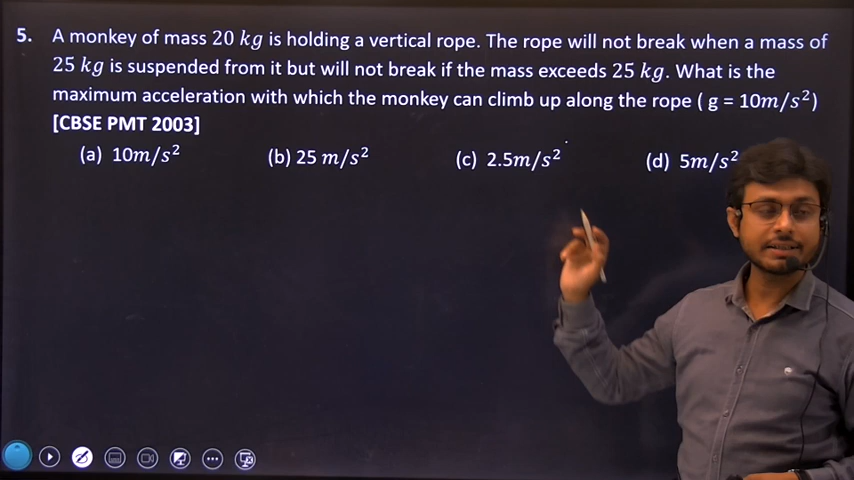 5. A monkey of mass 20 kg is holding a vertical rope. The rope will not break when a mass of
25 kg is suspended from it but will not break if the mass exceeds 25 kg. What is the
maximum acceleration with which the monkey can climb up along the rope ( g = 10m/s²)
[CBSE PMT 2003]
(a) 10m/s² (b) 25 m/s² (c) 2.5m/s² (d) 5m/s²